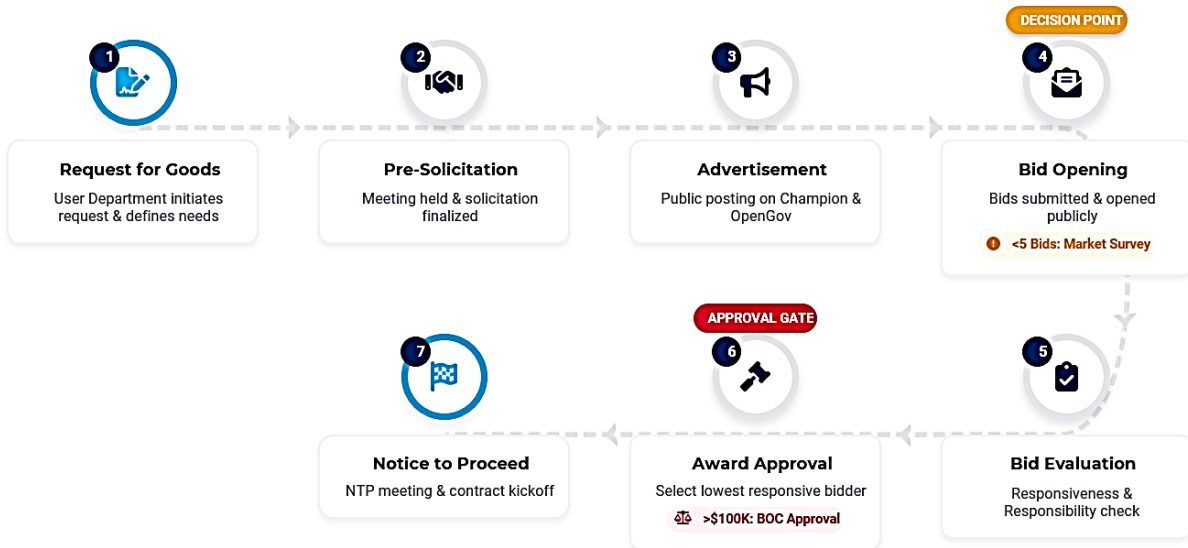 DECISION POINT
1
2
3
4
Request for Goods
User Department initiates
request & defines needs
Pre-Solicitation
Meeting held & solicitation
finalized
Advertisement
Public posting on Champion &
OpenGov
Bid Opening
Bids submitted & opened
publicly
<5 Bids: Market Survey
APPROVAL GATE
7
6
5
Notice to Proceed
NTP meeting & contract kickoff
Award Approval
Select lowest responsive bidder
>$100K: BOC Approval
Bid Evaluation
Responsiveness &
Responsibility check